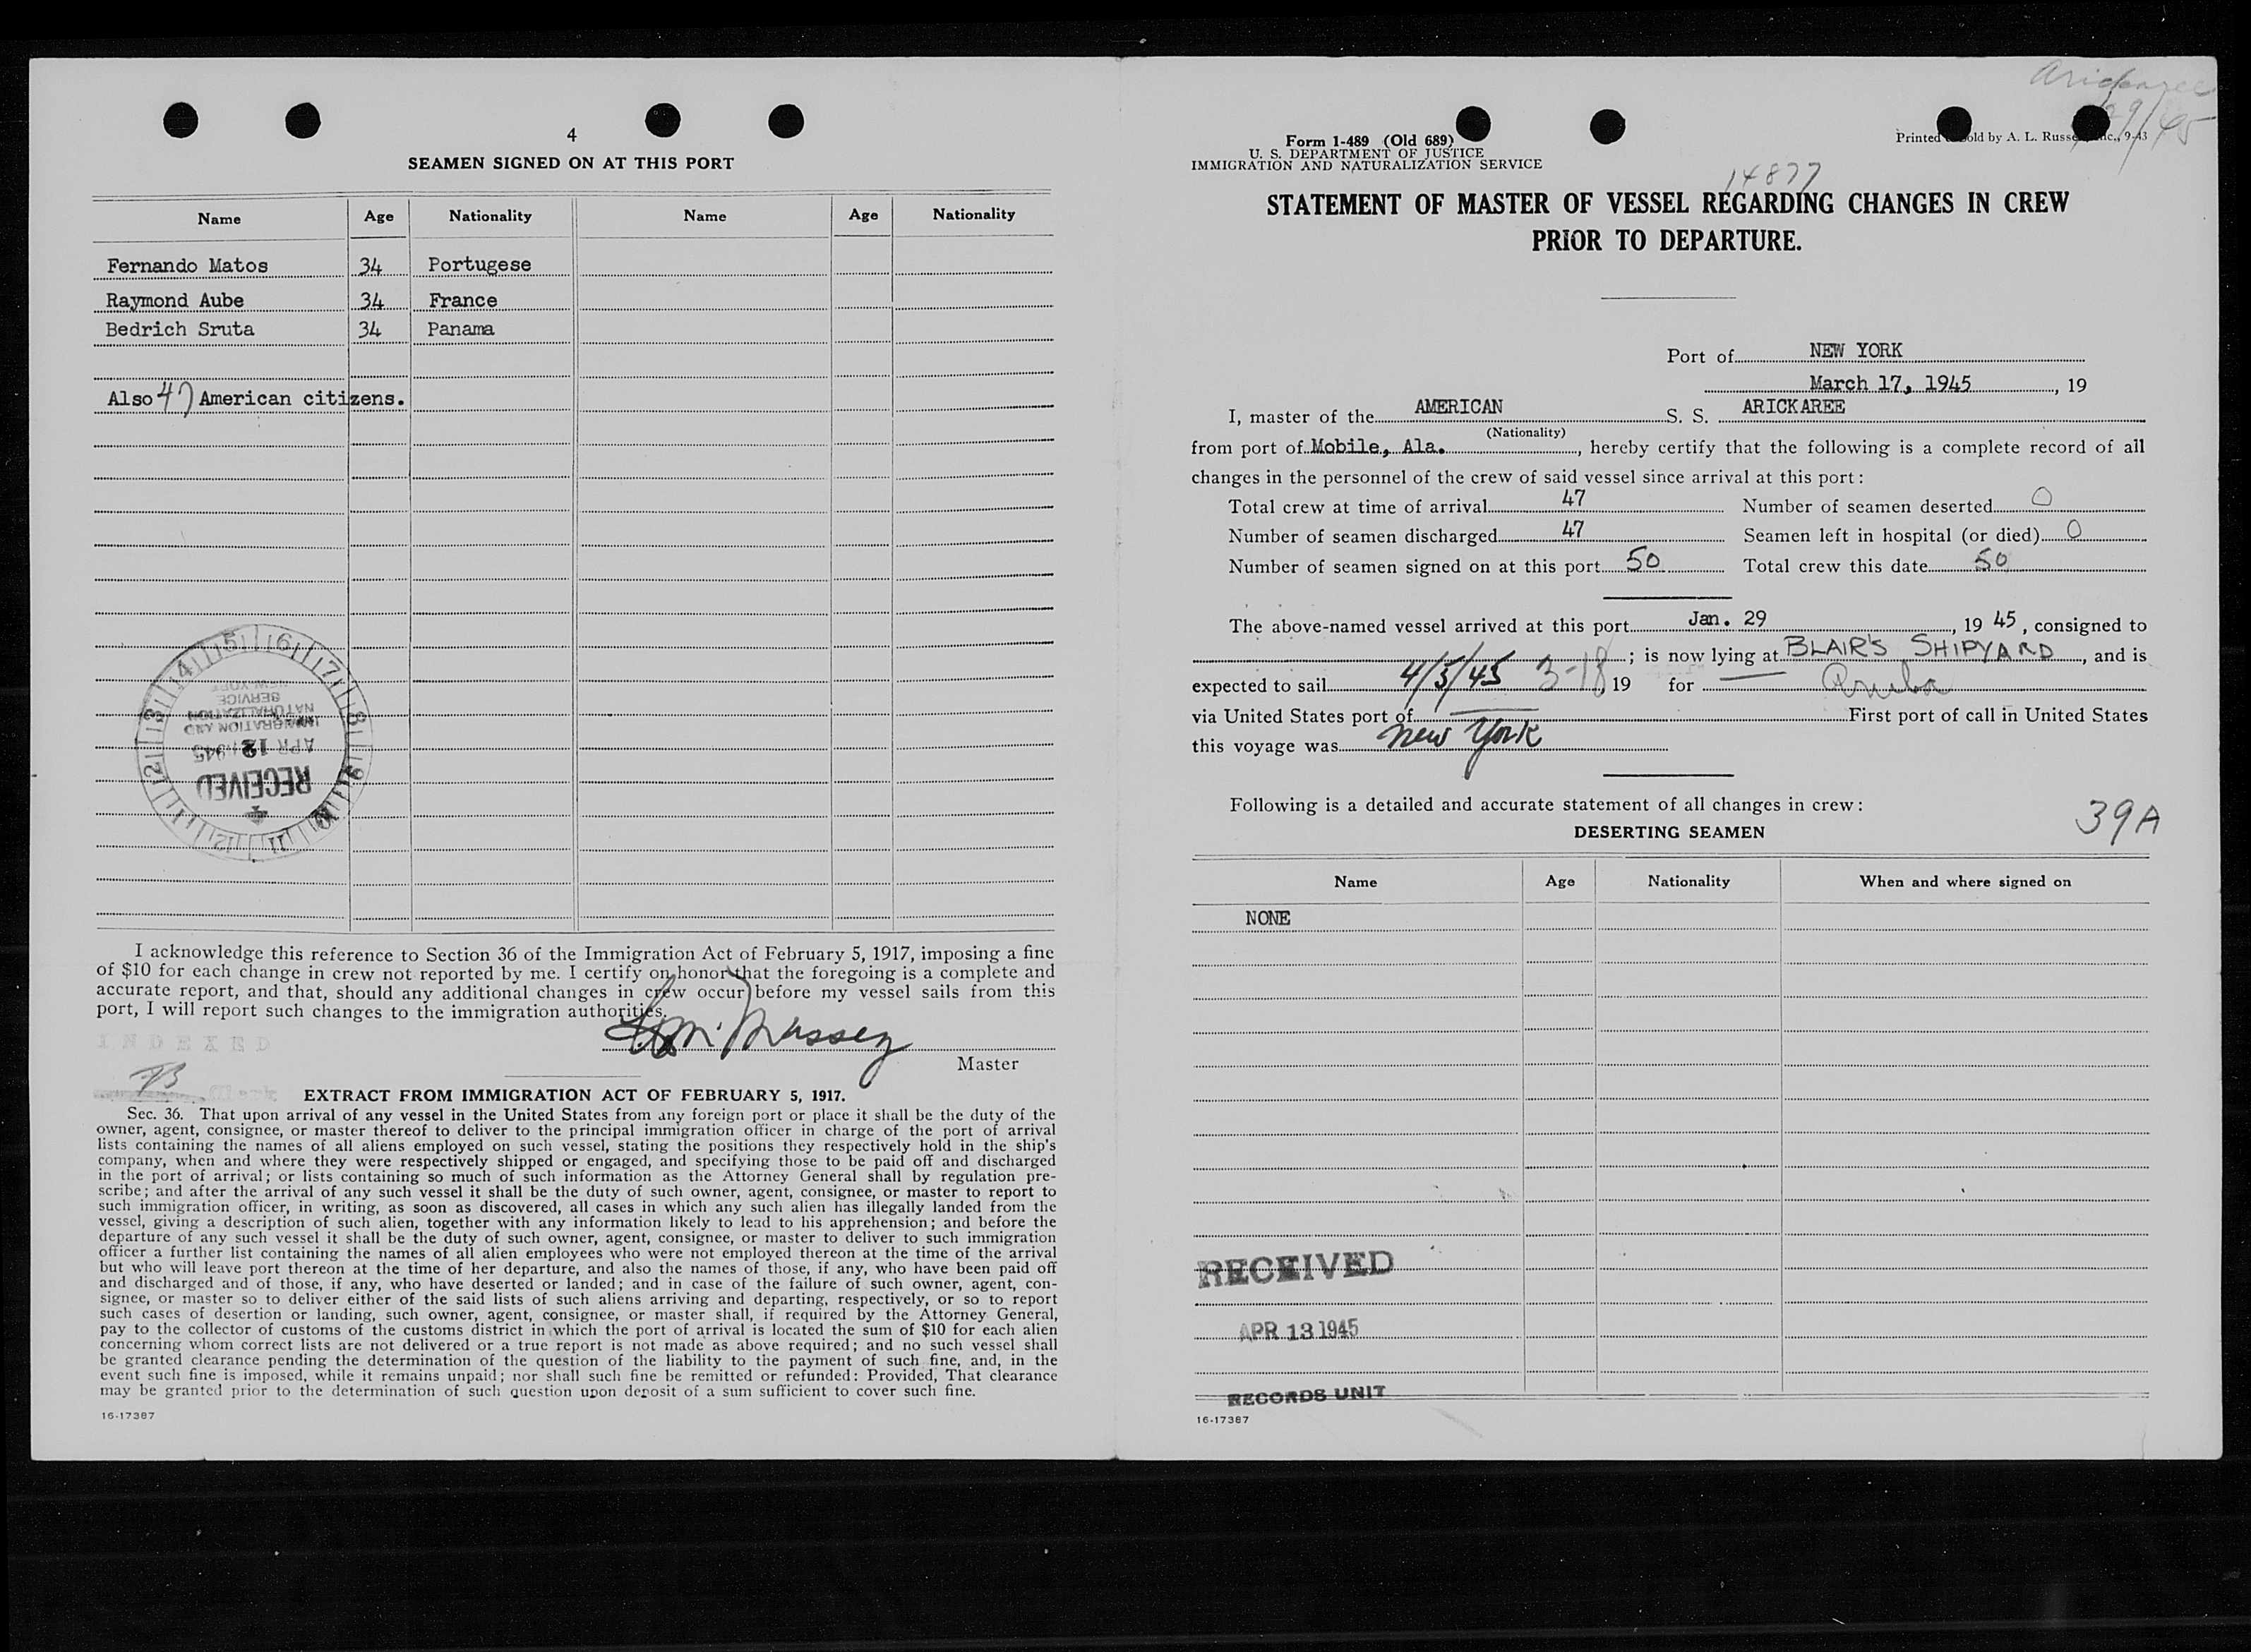 4
SEAMEN SIGNED ON AT THIS PORT
Name Age Nationality Name Age Nationality
Fernando Matos 34 Portugese
Raymond Aube 34 France
Bedrich Sruta 34 Panama
Also 47 American citizens.
5 6 7 8 9 10 11 12 1 2 3 4
NEW YORK
SERVICE
NATURALIZATION
IMMIGRATION AND
APR 12 1945
RECEIVED
I acknowledge this reference to Section 36 of the Immigration Act of February 5, 1917, imposing a fine
of $10 for each change in crew not reported by me. I certify on honor that the foregoing is a complete and
accurate report, and that, should any additional changes in crew occur before my vessel sails from this
port, I will report such changes to the immigration authorities.
INDEXED
Massey
Master
EXTRACT FROM IMMIGRATION ACT OF FEBRUARY 5, 1917.
Sec. 36. That upon arrival of any vessel in the United States from any foreign port or place it shall be the duty of the
owner, agent, consignee, or master thereof to deliver to the principal immigration officer in charge of the port of arrival
lists containing the names of all aliens employed on such vessel, stating the positions they respectively hold in the ship's
company, when and where they were respectively shipped or engaged, and specifying those to be paid off and discharged
in the port of arrival; or lists containing so much of such information as the Attorney General shall by regulation pre-
scribe; and after the arrival of any such vessel it shall be the duty of such owner, agent, consignee, or master to report to
such immigration officer, in writing, as soon as discovered, all cases in which any such alien has illegally landed from the
vessel, giving a description of such alien, together with any information likely to lead to his apprehension; and before the
departure of any such vessel it shall be the duty of such owner, agent, consignee, or master to deliver to such immigration
officer a further list containing the names of all alien employees who were not employed thereon at the time of the arrival
but who will leave port thereon at the time of her departure, and also the names of those, if any, who have been paid off
and discharged and of those, if any, who have deserted or landed; and in case of the failure of such owner, agent, con-
signee, or master so to deliver either of the said lists of such aliens arriving and departing, respectively, or so to report
such cases of desertion or landing, such owner, agent, consignee, or master shall, if required by the Attorney General,
pay to the collector of customs of the customs district in which the port of arrival is located the sum of $10 for each alien
concerning whom correct lists are not delivered or a true report is not made as above required; and no such vessel shall
be granted clearance pending the determination of the question of the liability to the payment of such fine, and, in the
event such fine is imposed, while it remains unpaid; nor shall such fine be remitted or refunded: Provided, That clearance
may be granted prior to the determination of such question upon deposit of a sum sufficient to cover such fine.
16-17387
Arickaree
Form 1-489 (Old 689)
Printed old by A. L. Russe 9-43
U. S. DEPARTMENT OF JUSTICE
IMMIGRATION AND NATURALIZATION SERVICE
14877
STATEMENT OF MASTER OF VESSEL REGARDING CHANGES IN CREW
PRIOR TO DEPARTURE.
Port of NEW YORK
March 17, 1945, 19
I, master of the AMERICAN S. S. ARICKAREE
(Nationality)
from port of Mobile, Ala., hereby certify that the following is a complete record of all
changes in the personnel of the crew of said vessel since arrival at this port:
Total crew at time of arrival 47 Number of seamen deserted 0
Number of seamen discharged 47 Seamen left in hospital (or died) 0
Number of seamen signed on at this port 50 Total crew this date 50
The above-named vessel arrived at this port Jan. 29, 19 45, consigned to
; is now lying at BLAIR'S SHIPYARD, and is
expected to sail 4/5/45 3-18, 19 for Aruba
via United States port of First port of call in United States
this voyage was New York
Following is a detailed and accurate statement of all changes in crew:
39A
DESERTING SEAMEN
Name Age Nationality When and where signed on
NONE
RECEIVED
APR 13 1945
RECORDS UNIT
16-17387